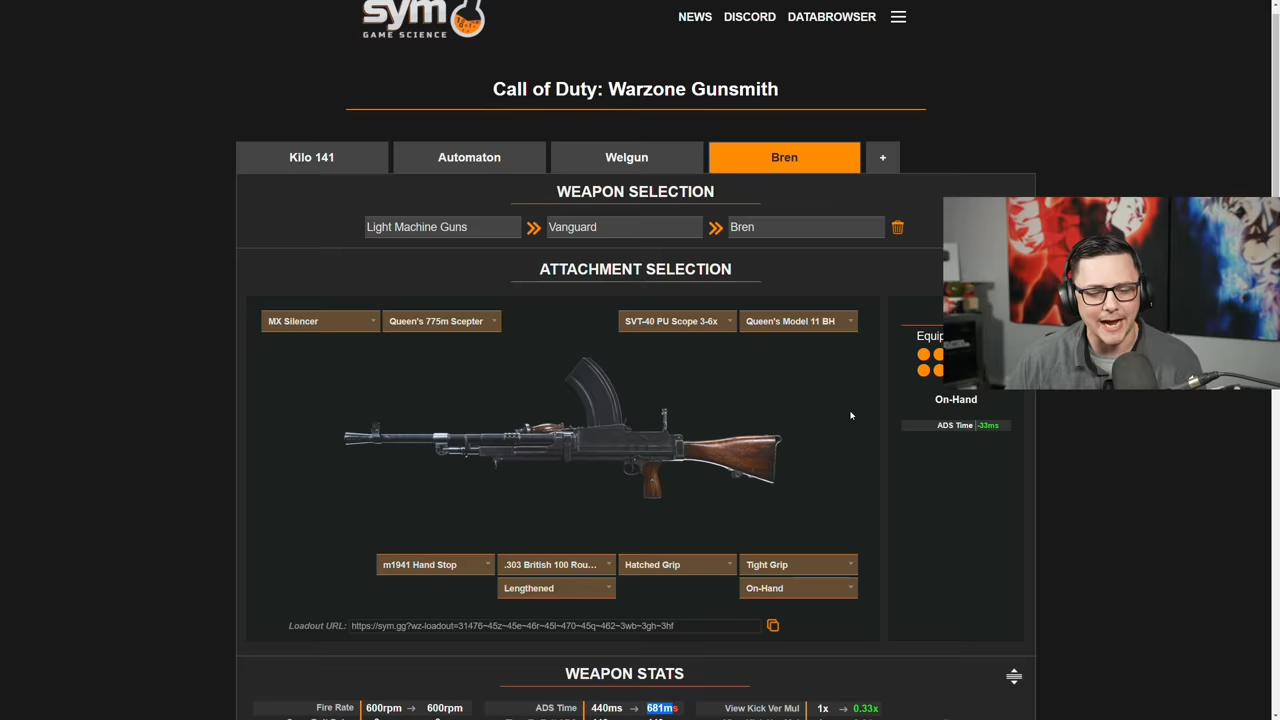 sym
GAME SCIENCE
NEWS DISCORD DATABROWSER
Call of Duty: Warzone Gunsmith
Kilo 141 Automaton Welgun Bren +
WEAPON SELECTION
Light Machine Guns Vanguard Bren
ATTACHMENT SELECTION
MX Silencer Queen's 775m Scepter SVT-40 PU Scope 3-6x Queen's Model 11 BH
Equip
On-Hand
ADS Time -33ms
m1941 Hand Stop .303 British 100 Rou... Hatched Grip Tight Grip
Lengthened On-Hand
Loadout URL: https://sym.gg?wz-loadout=31476~45z~45e~46r~45l~470~45q~462~3wb~3gh~3hf
WEAPON STATS
Fire Rate 600rpm → 600rpm ADS Time 440ms → 681ms View Kick Ver Mul 1x → 0.33x